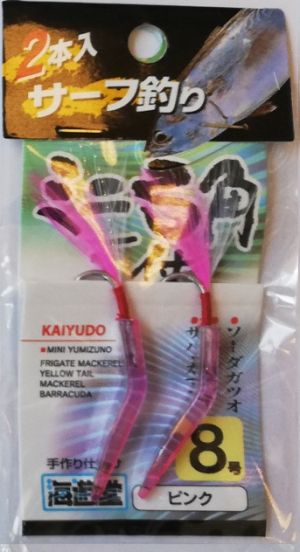 2本入
サーフ釣り
角
KAIYUDO
MINI YUMIZUNO
FRIGATE MACKEREL
YELLOW TAIL
MACKEREL
BARRACUDA
ソーダガツオ
8号
手作り仕
海遊堂
ピンク